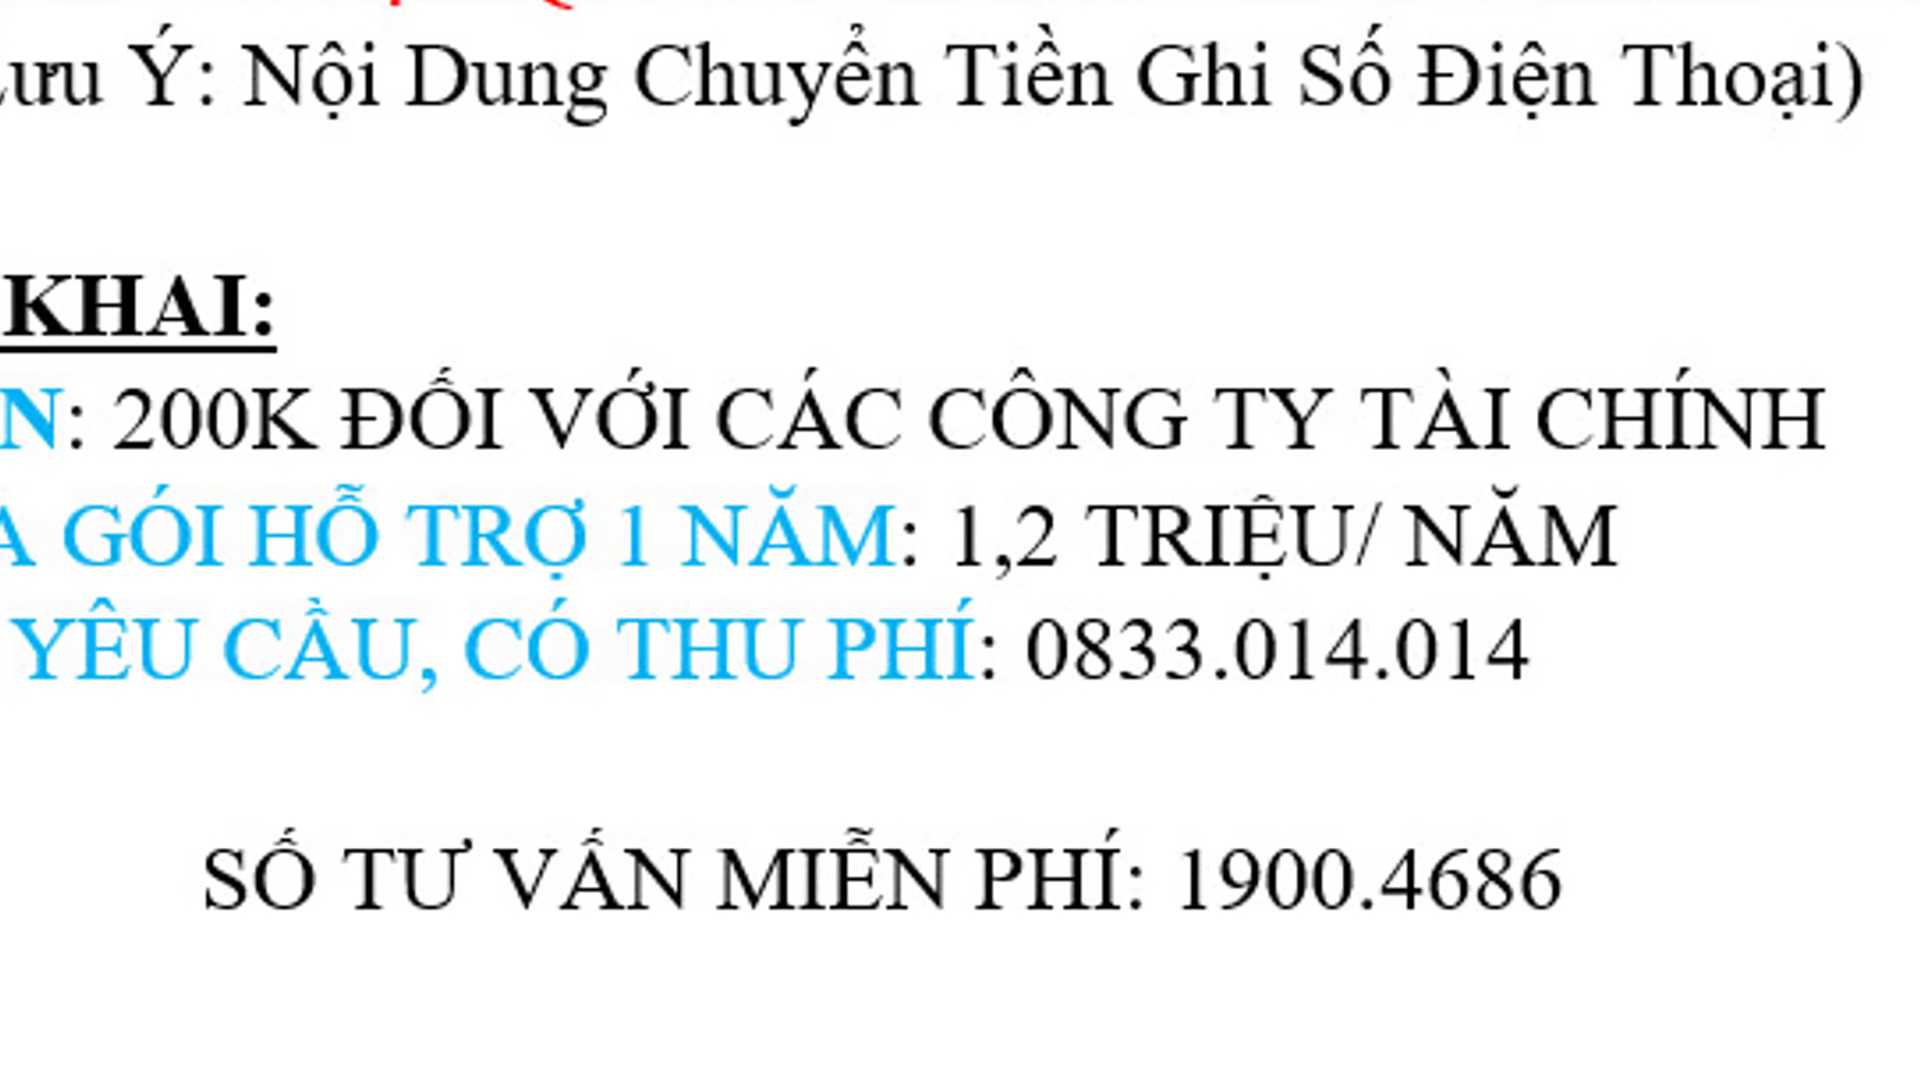 Lưu Ý: Nội Dung Chuyển Tiền Ghi Số Điện Thoại)
KHAI:
N: 200K ĐỐI VỚI CÁC CÔNG TY TÀI CHÍNH
A GÓI HỖ TRỢ 1 NĂM: 1,2 TRIỆU/ NĂM
YÊU CẦU, CÓ THU PHÍ: 0833.014.014
SỐ TƯ VẤN MIỄN PHÍ: 1900.4686